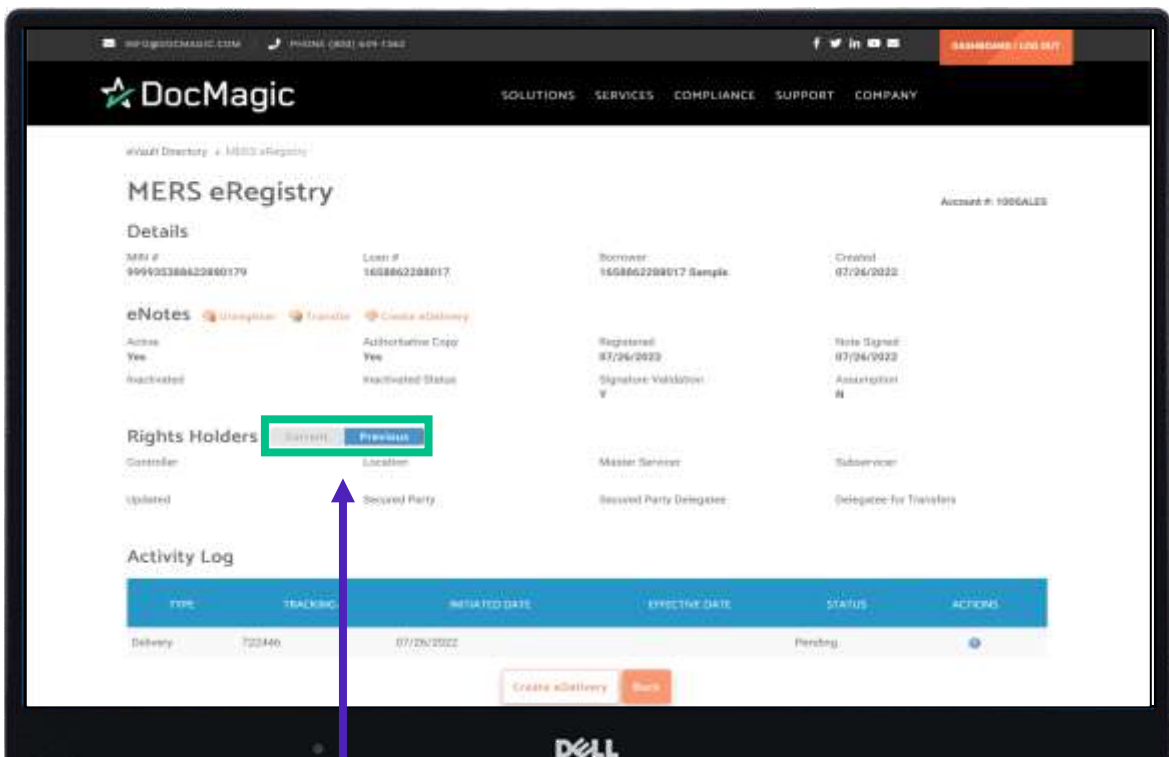 INFO@DOCMAGIC.COM PHONE (800) 649-1362 DASHBOARD / LOG OUT
DocMagic SOLUTIONS SERVICES COMPLIANCE SUPPORT COMPANY
eVault Directory MERS eRegistry
MERS eRegistry
Account #: 100SALES
Details
MIN # Loan # Borrower Created
1658862288017 1658862288017 Sample 07/26/2022
eNotes Unregister Transfer Create eDelivery
Active Authoritative Copy Registered Note Signed
Yes Yes 07/26/2022 07/26/2022
Inactivated Inactivated Status Signature Validation Assumption
Y N
Rights Holders Current Previous
Controller Location Master Servicer Subservicer
Updated Secured Party Secured Party Delegatee Delegatee for Transfers
Activity Log
TYPE TRACKING INITIATED DATE EFFECTIVE DATE STATUS ACTIONS
Delivery 722446 07/26/2022 Pending
Create eDelivery Back
DELL